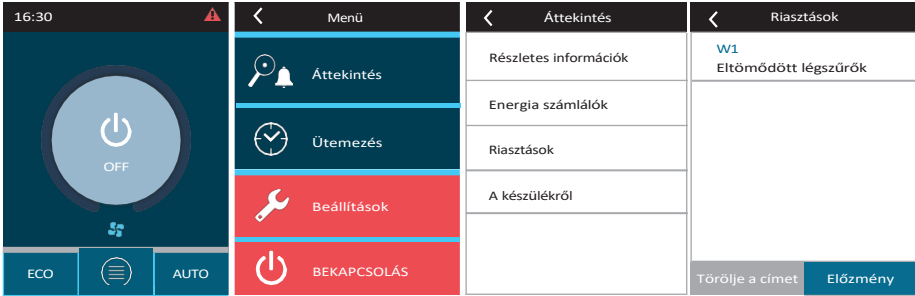 16:30
OFF
ECO
AUTO
Menü
Áttekintés
Ütemezés
Beállítások
BEKAPCSOLÁS
Áttekintés
Részletes információk
Energia számlálók
Riasztások
A készülékről
Riasztások
W1
Eltömődött légszűrők
Törölje a címet
Előzmény